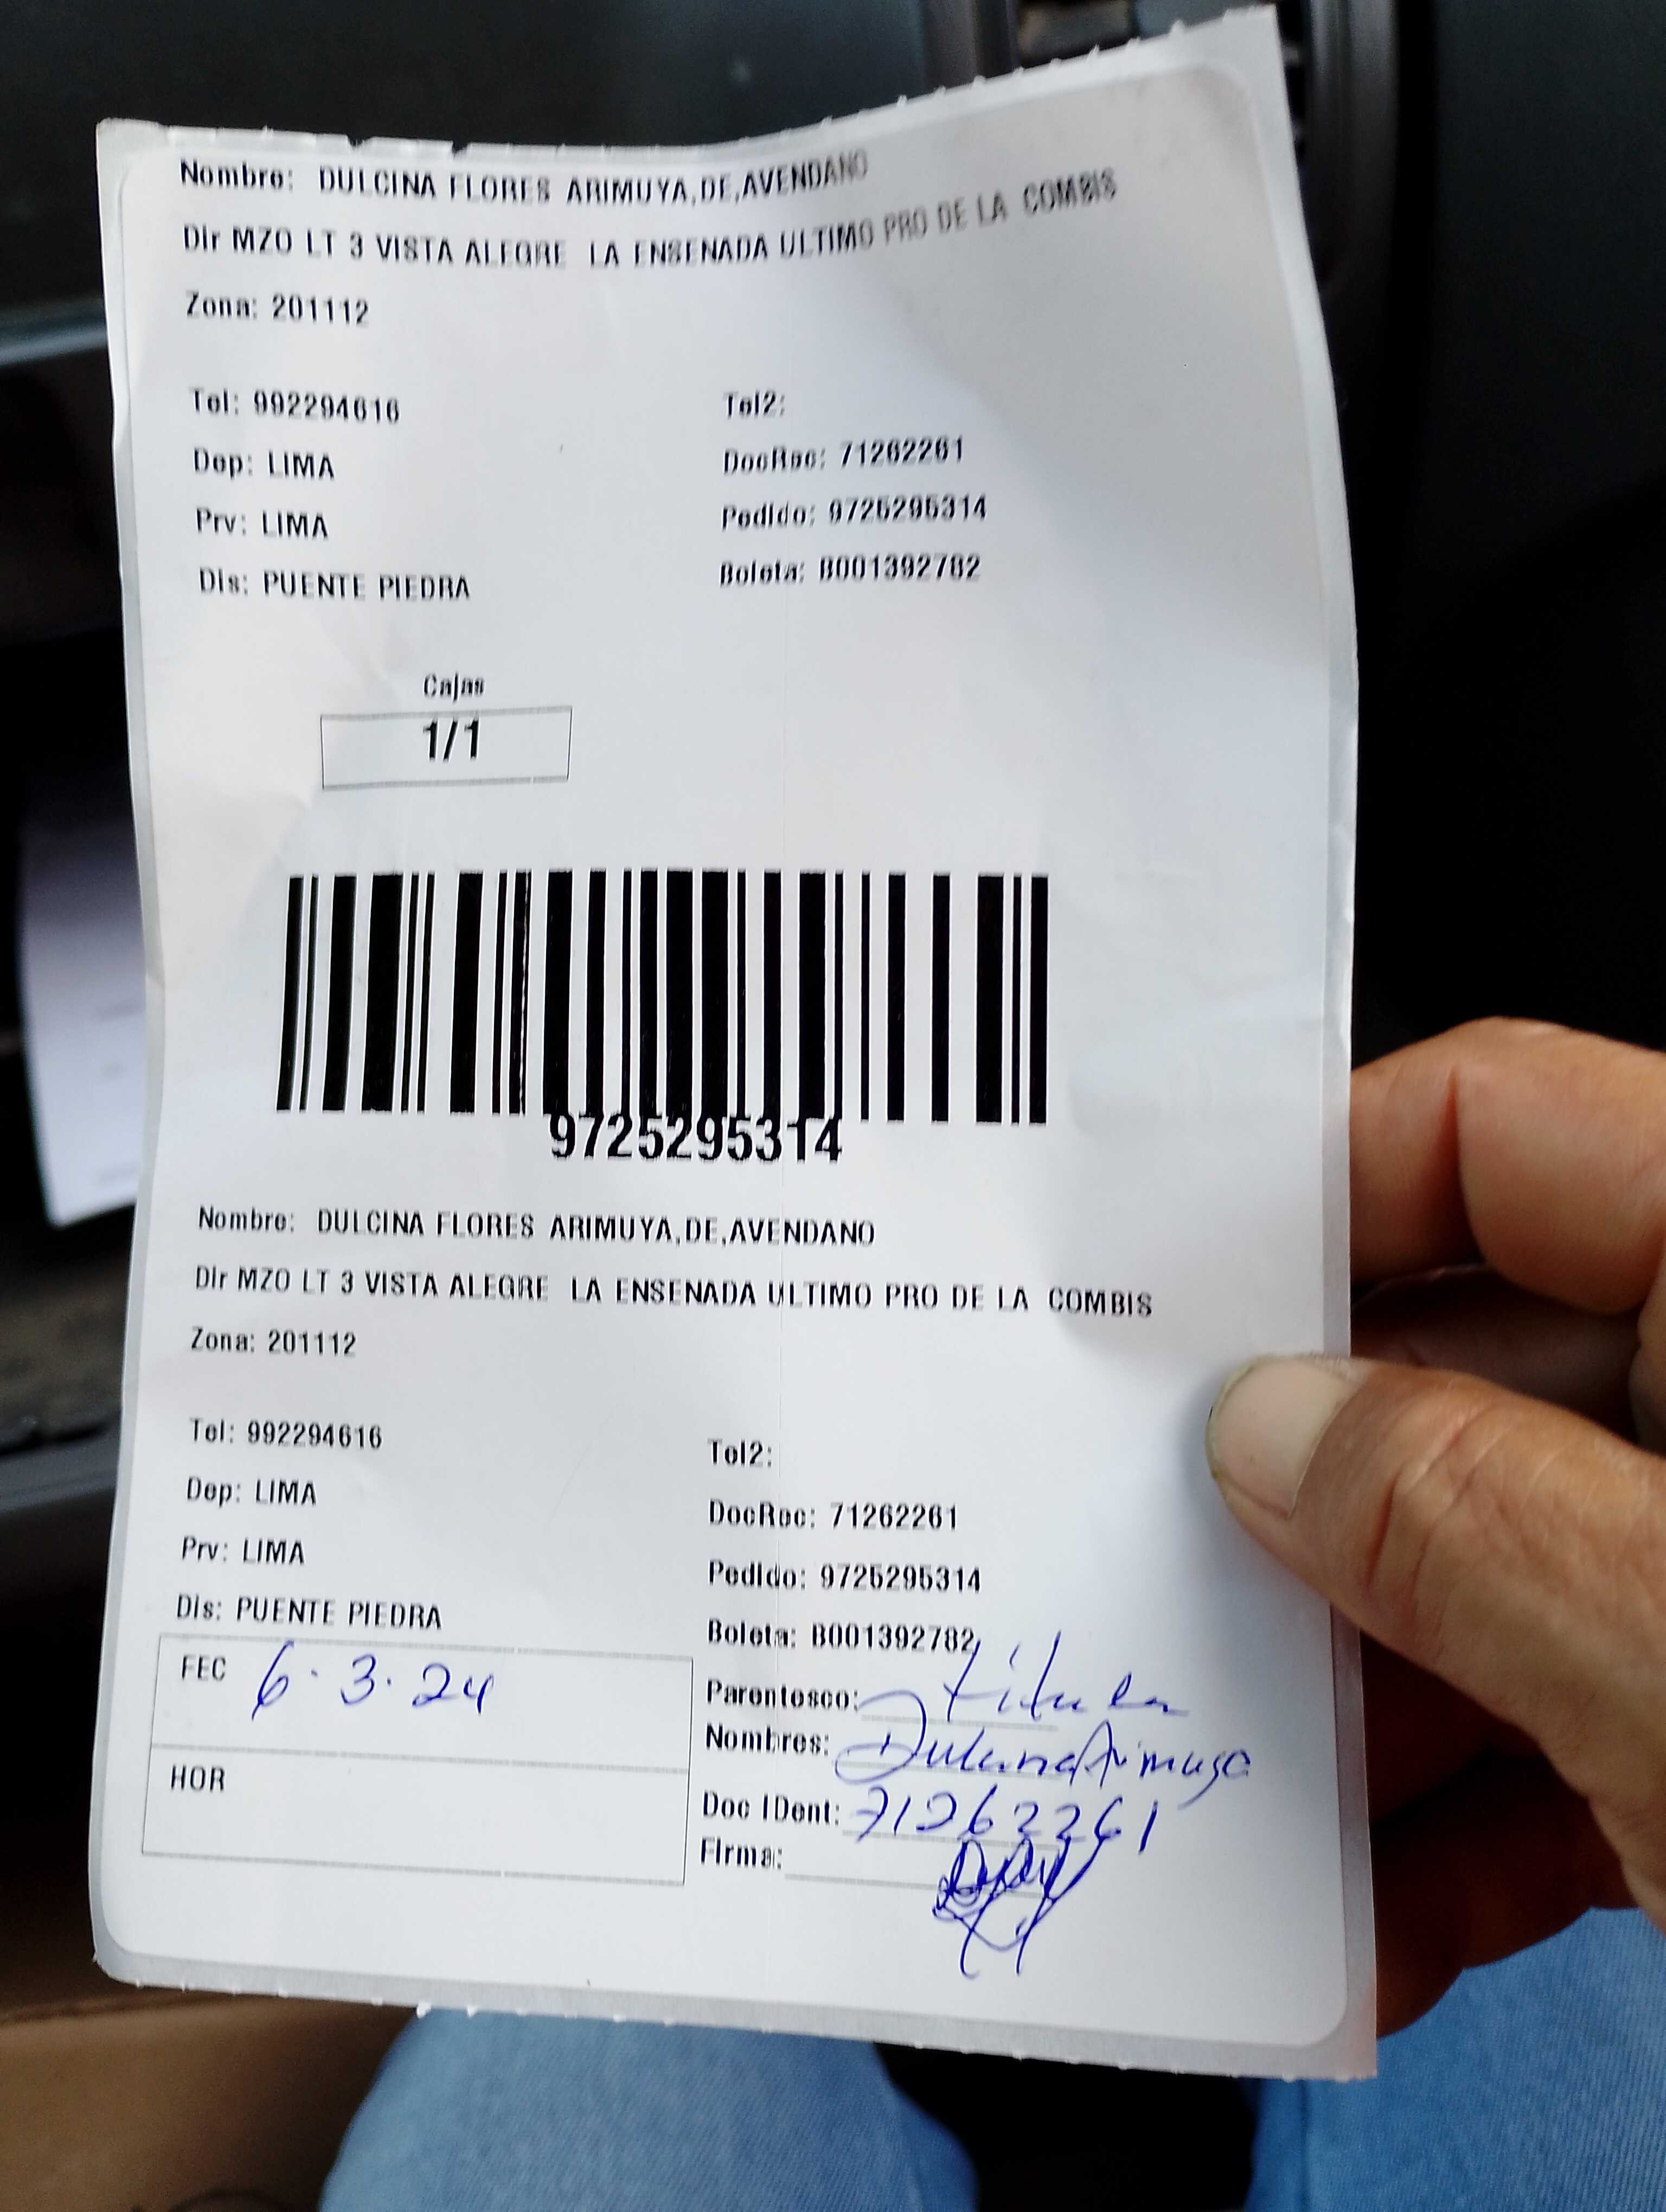 Nombre: DULCINA FLORES ARIMUYA,DE,AVENDANO
Dir MZO LT 3 VISTA ALEGRE LA ENSENADA ULTIMO PRO DE LA COMBIS
Zona: 201112
Tel: 992294616 Tel2:
Dep: LIMA DocRec: 71262261
Prv: LIMA Pedido: 9725295314
Dis: PUENTE PIEDRA Boleta: B001392782
Cajas
1/1
9725295314
Nombre: DULCINA FLORES ARIMUYA,DE,AVENDANO
Dir MZO LT 3 VISTA ALEGRE LA ENSENADA ULTIMO PRO DE LA COMBIS
Zona: 201112
Tel: 992294616 Tel2:
Dep: LIMA DocRec: 71262261
Prv: LIMA Pedido: 9725295314
Dis: PUENTE PIEDRA Boleta: B001392782
FEC 6.3.24 Parentesco: titular
Nombres: Dulcina Arimuya
HOR Doc IDent: 71262261
Firma: